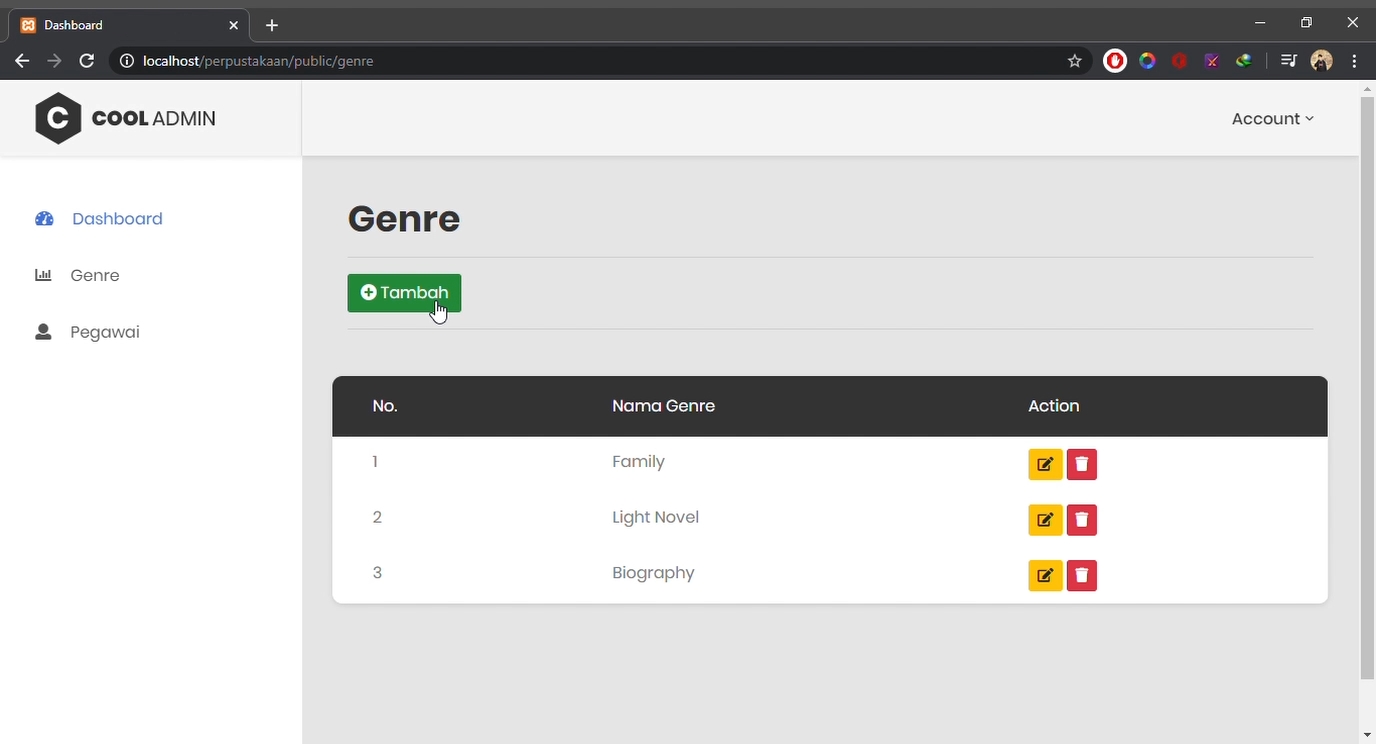 Dashboard
localhost/perpustakaan/public/genre
C COOL ADMIN
Account
Dashboard
Genre
Pegawai
Genre
Tambah
No. Nama Genre Action
1 Family
2 Light Novel
3 Biography